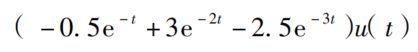 ( −0.5e^{−t} + 3e^{−2t} − 2.5e^{−3t} )u( t )